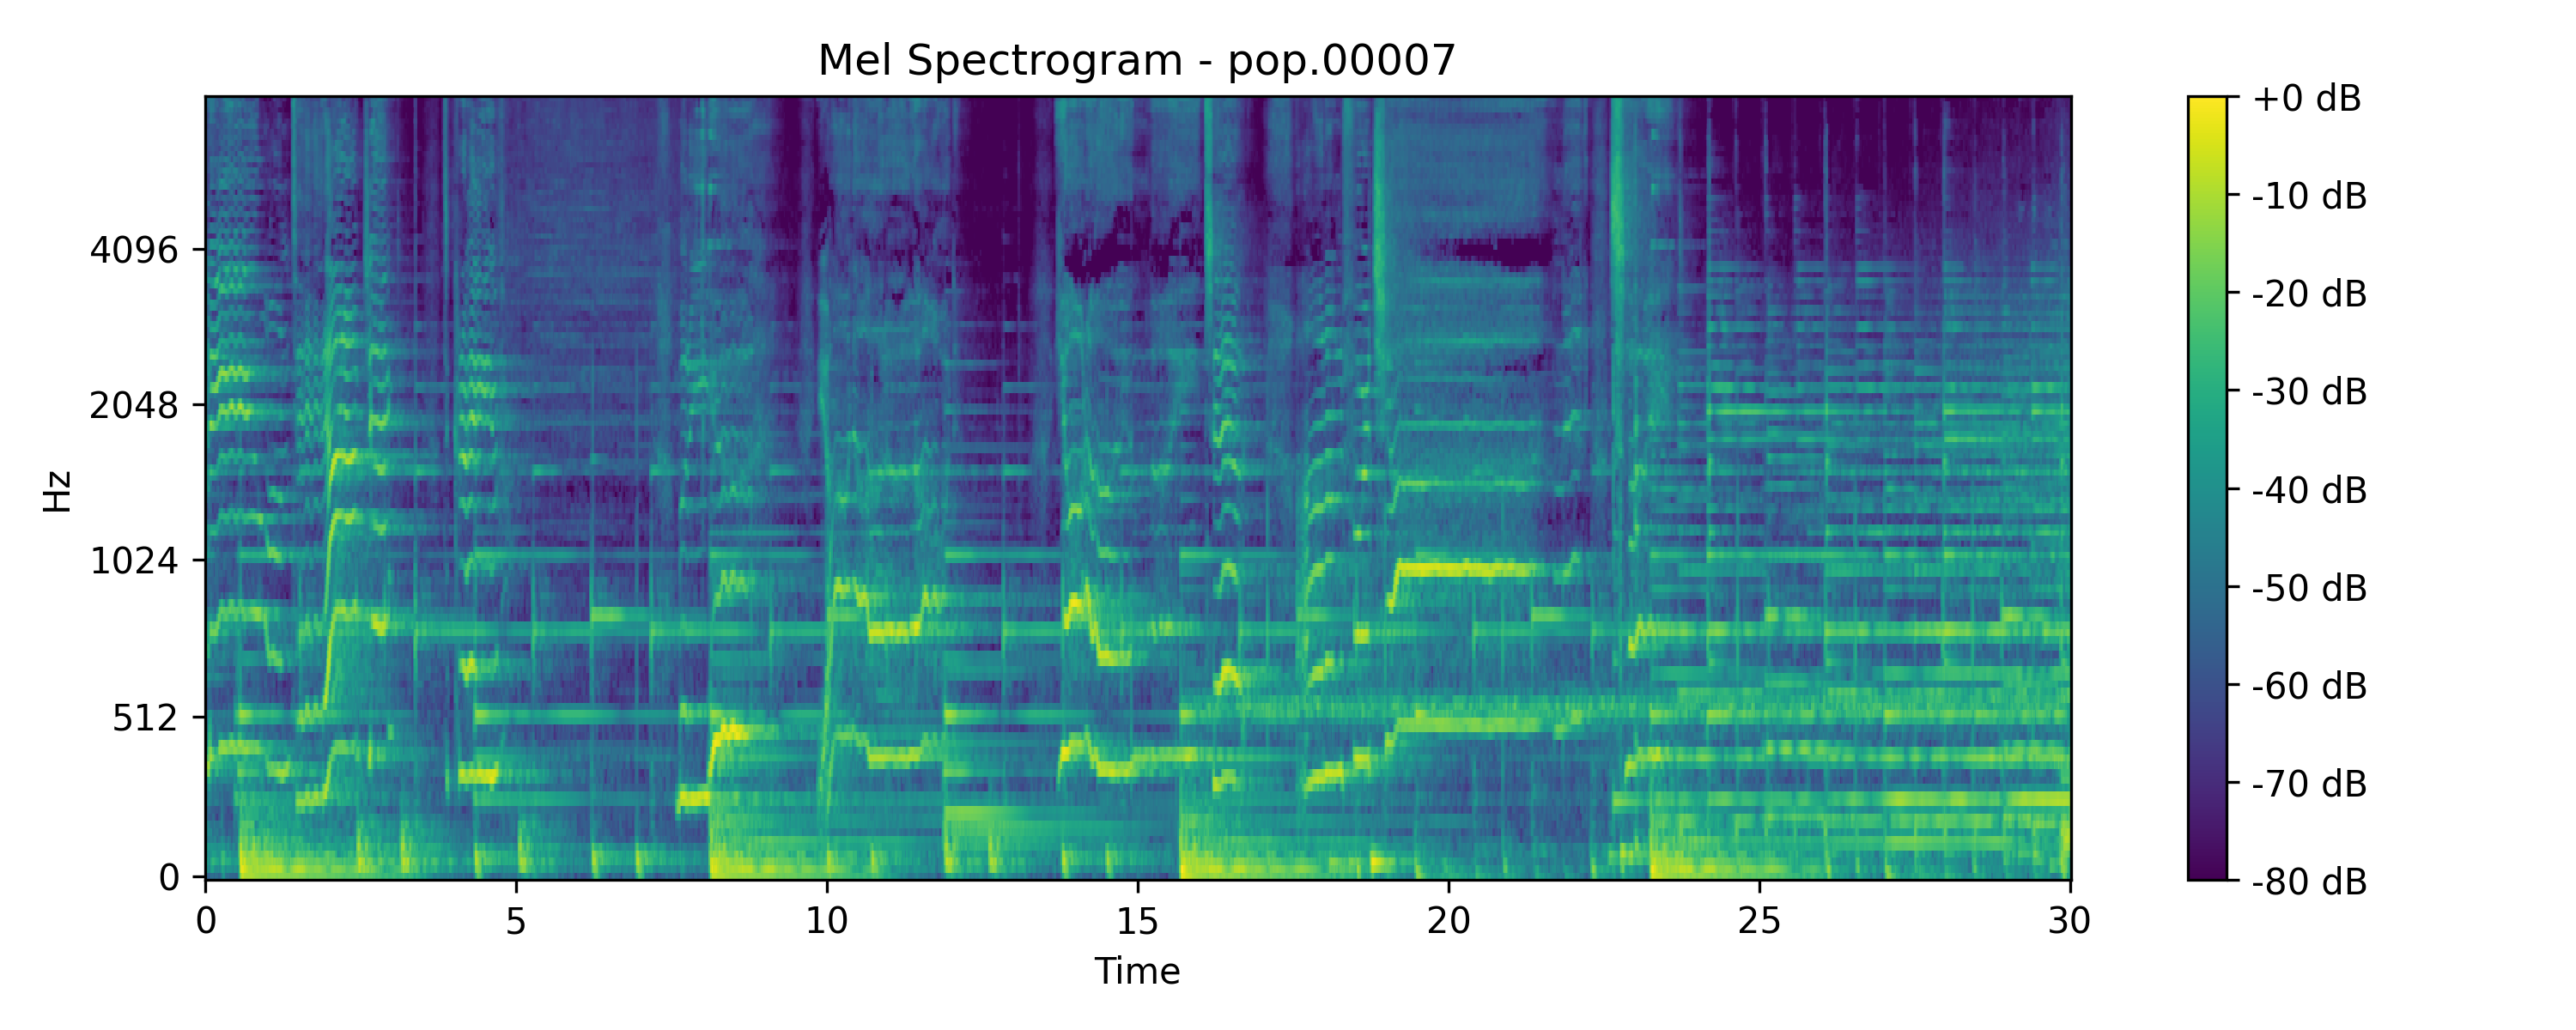 Mel Spectrogram - pop.00007
Hz
4096
2048
1024
512
0
0 5 10 15 20 25 30
Time
+0 dB
-10 dB
-20 dB
-30 dB
-40 dB
-50 dB
-60 dB
-70 dB
-80 dB